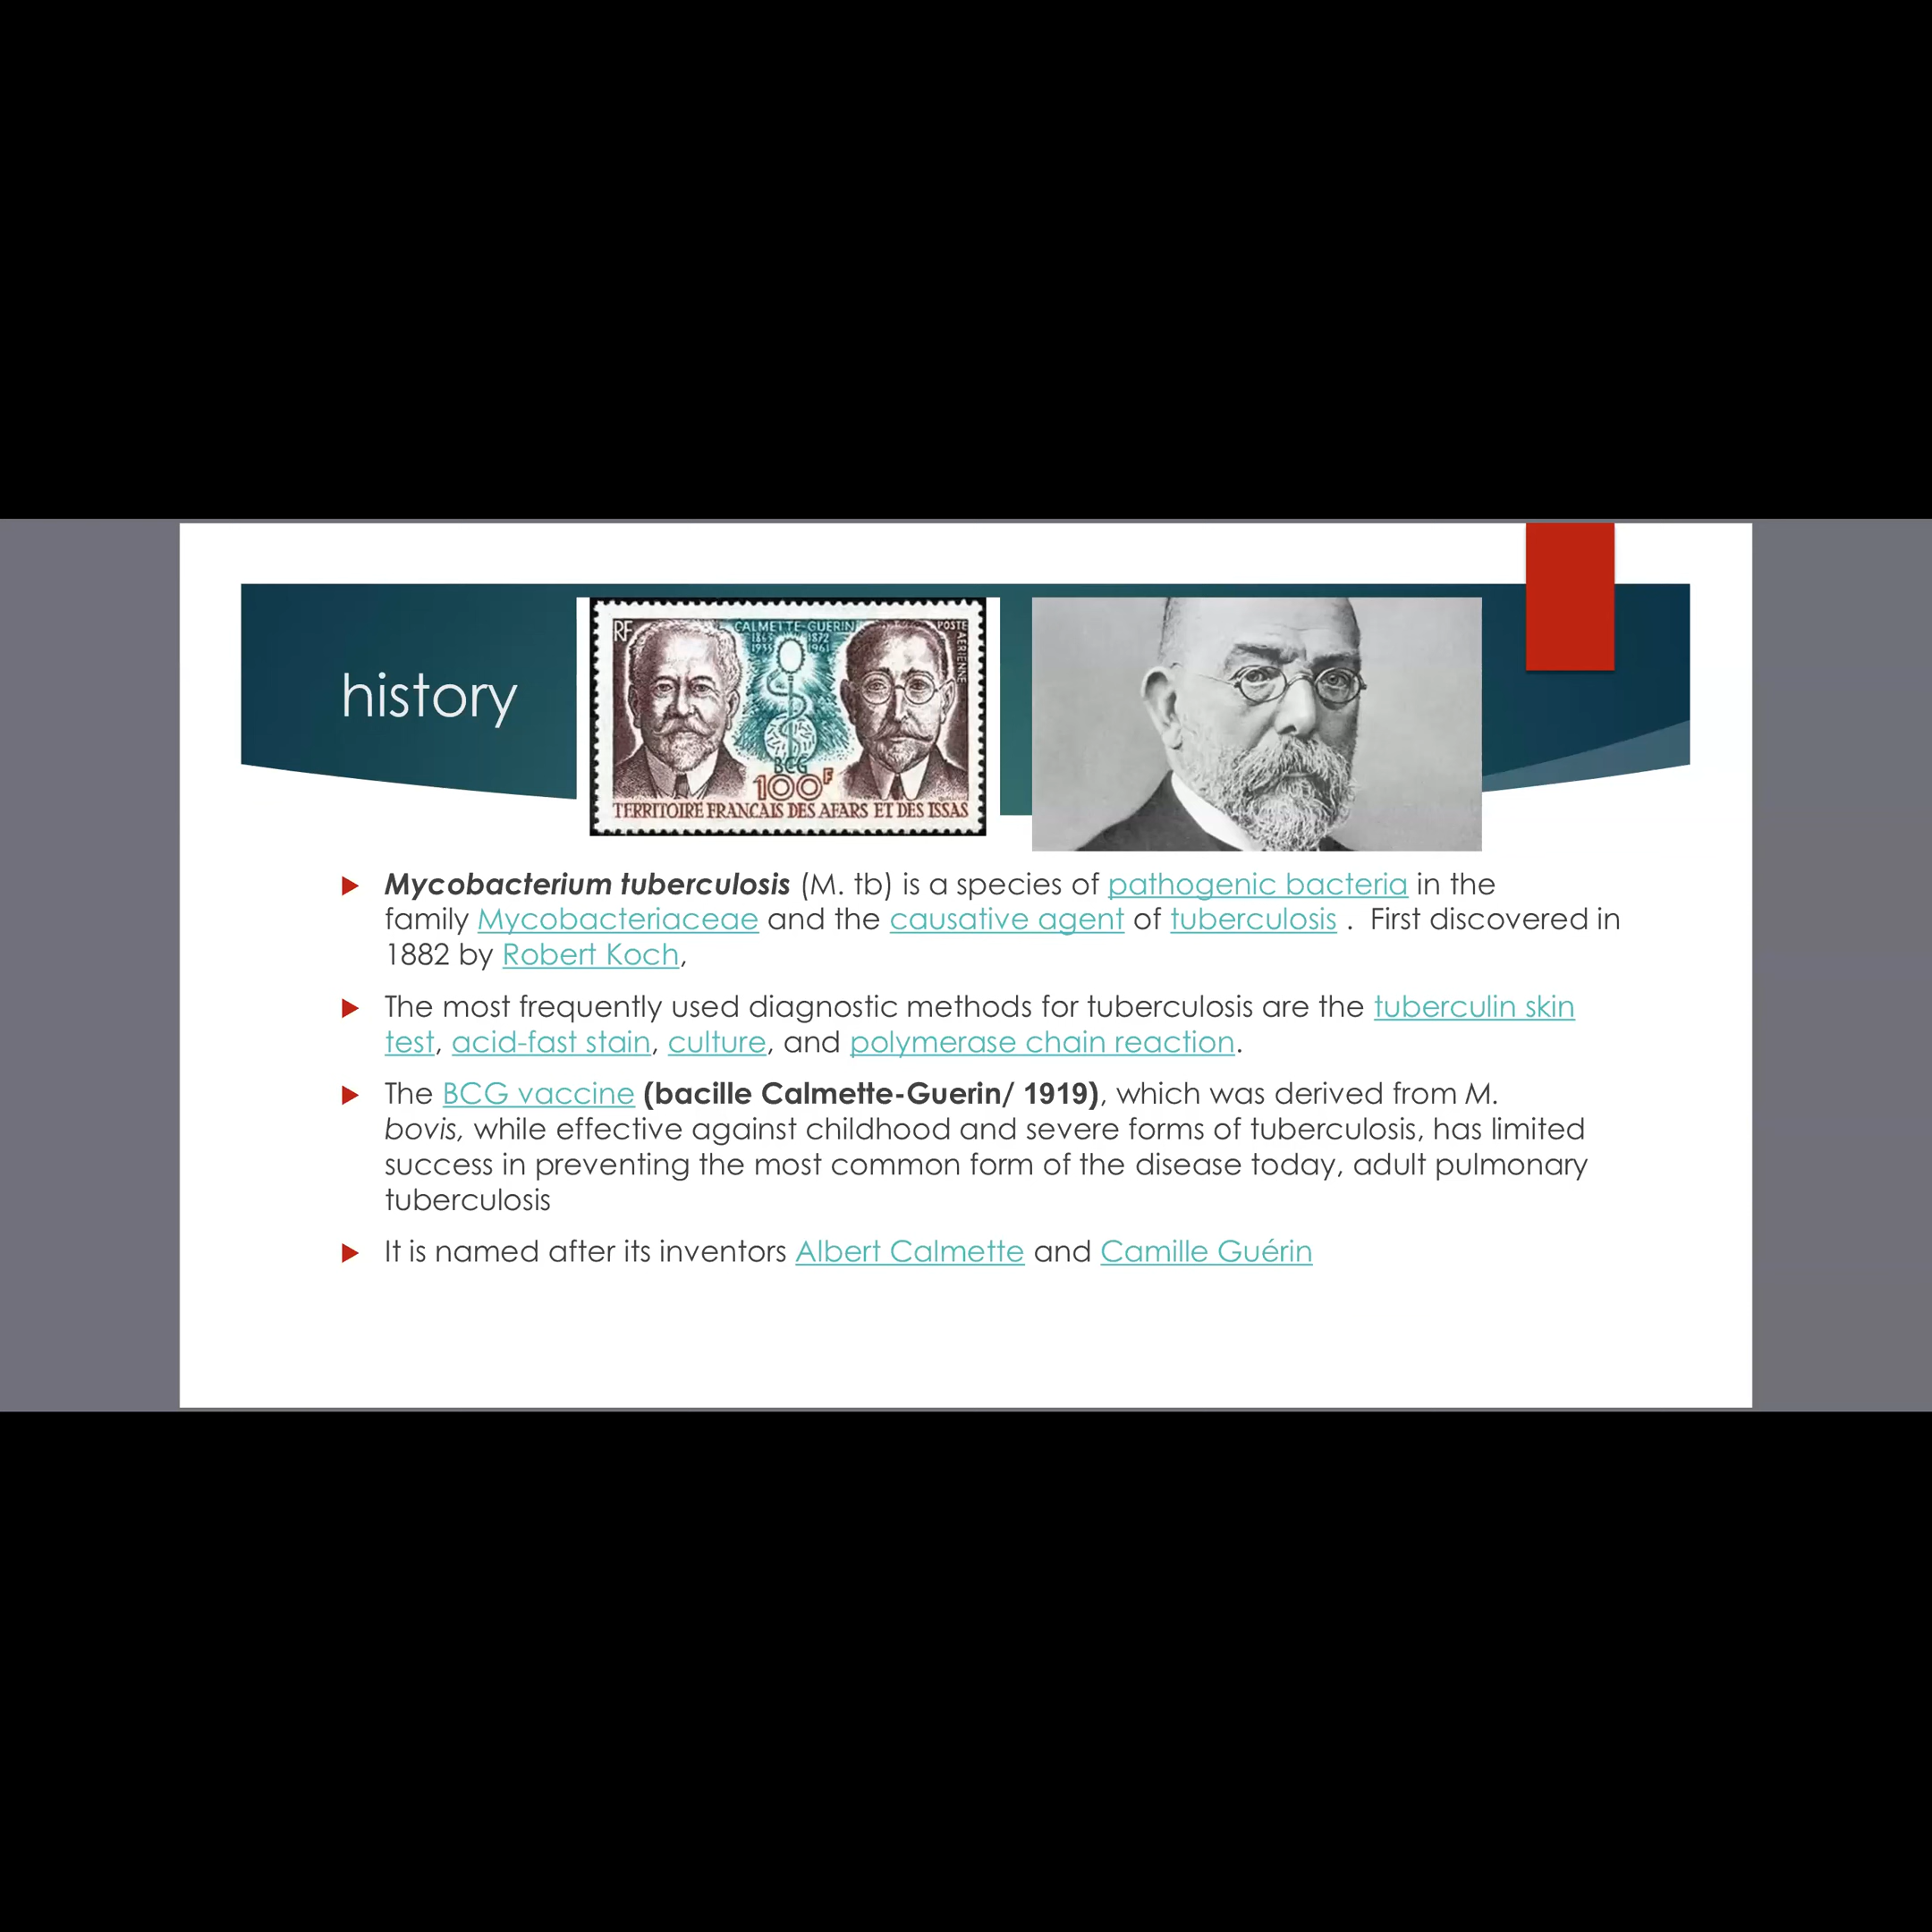 history
RF
CALMETTE-GUERIN
POSTE AERIENNE
1872
1961
BCG
100F
TERRITOIRE FRANCAIS DES AFARS ET DES ISSAS
Mycobacterium tuberculosis (M. tb) is a species of pathogenic bacteria in the
family Mycobacteriaceae and the causative agent of tuberculosis .  First discovered in
1882 by Robert Koch,
The most frequently used diagnostic methods for tuberculosis are the tuberculin skin
test, acid-fast stain, culture, and polymerase chain reaction.
The BCG vaccine (bacille Calmette-Guerin/ 1919), which was derived from M.
bovis, while effective against childhood and severe forms of tuberculosis, has limited
success in preventing the most common form of the disease today, adult pulmonary
tuberculosis
It is named after its inventors Albert Calmette and Camille Guérin